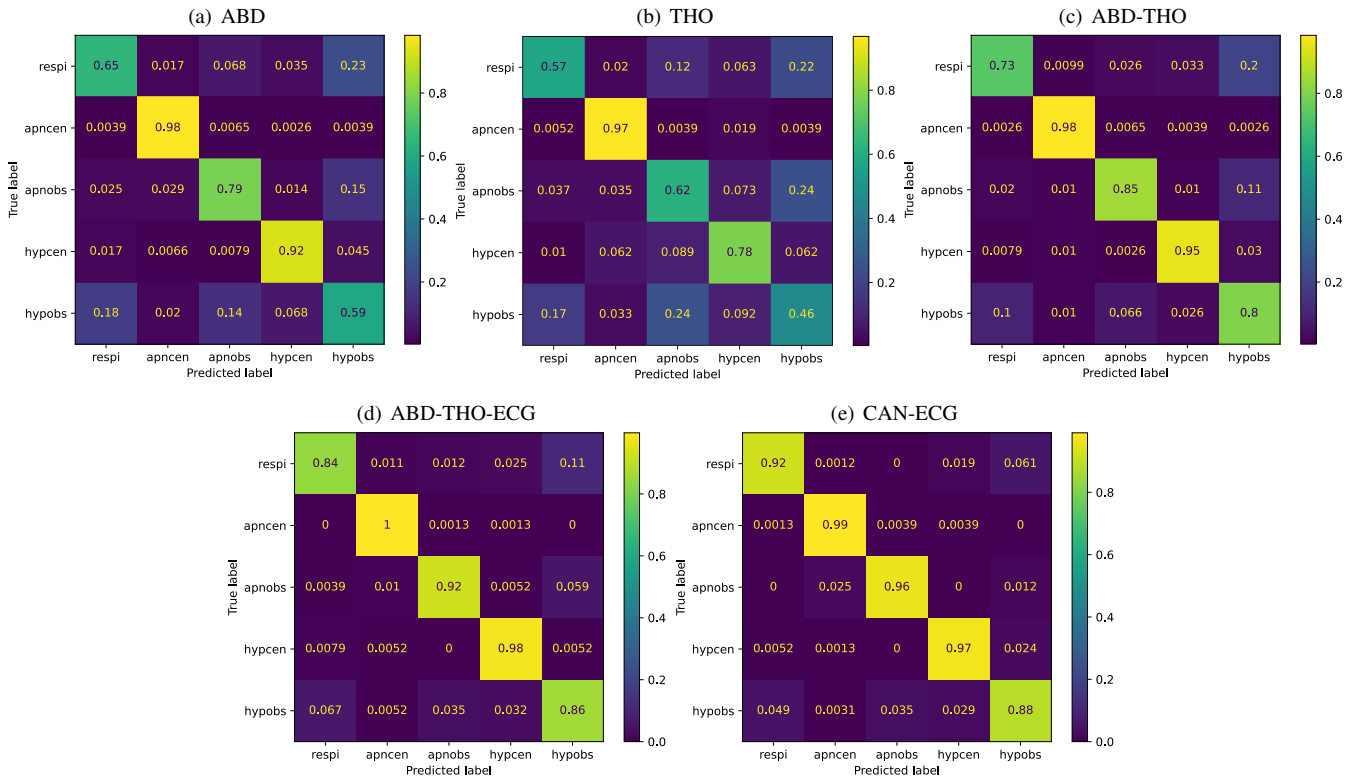 (a) ABD
respi 0.65 0.017 0.068 0.035 0.23
apncen 0.0039 0.98 0.0065 0.0026 0.0039
apnobs 0.025 0.029 0.79 0.014 0.15
hypcen 0.017 0.0066 0.0079 0.92 0.045
hypobs 0.18 0.02 0.14 0.068 0.59
respi apncen apnobs hypcen hypobs
Predicted label
True label
0.8
0.6
0.4
0.2
(b) THO
respi 0.57 0.02 0.12 0.063 0.22
apncen 0.0052 0.97 0.0039 0.019 0.0039
apnobs 0.037 0.035 0.62 0.073 0.24
hypcen 0.01 0.062 0.089 0.78 0.062
hypobs 0.17 0.033 0.24 0.092 0.46
respi apncen apnobs hypcen hypobs
Predicted label
True label
0.8
0.6
0.4
0.2
(c) ABD-THO
respi 0.73 0.0099 0.026 0.033 0.2
apncen 0.0026 0.98 0.0065 0.0039 0.0026
apnobs 0.02 0.01 0.85 0.01 0.11
hypcen 0.0079 0.01 0.0026 0.95 0.03
hypobs 0.1 0.01 0.066 0.026 0.8
respi apncen apnobs hypcen hypobs
Predicted label
True label
0.8
0.6
0.4
0.2
(d) ABD-THO-ECG
respi 0.84 0.011 0.012 0.025 0.11
apncen 0 1 0.0013 0.0013 0
apnobs 0.0039 0.01 0.92 0.0052 0.059
hypcen 0.0079 0.0052 0 0.98 0.0052
hypobs 0.067 0.0052 0.035 0.032 0.86
respi apncen apnobs hypcen hypobs
Predicted label
True label
0.8
0.6
0.4
0.2
0.0
(e) CAN-ECG
respi 0.92 0.0012 0 0.019 0.061
apncen 0.0013 0.99 0.0039 0.0039 0
apnobs 0 0.025 0.96 0 0.012
hypcen 0.0052 0.0013 0 0.97 0.024
hypobs 0.049 0.0031 0.035 0.029 0.88
respi apncen apnobs hypcen hypobs
Predicted label
True label
0.8
0.6
0.4
0.2
0.0